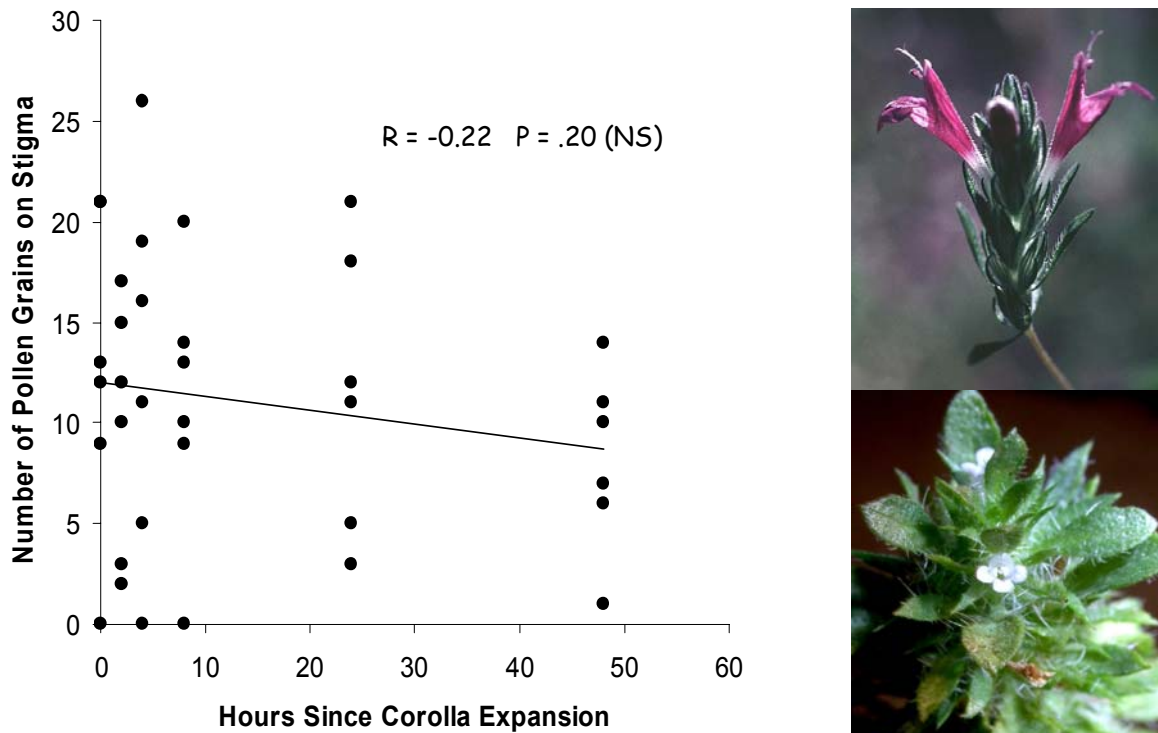 30
25
20
15
10
5
0
Number of Pollen Grains on Stigma
R = -0.22 P = .20 (NS)
0 10 20 30 40 50 60
Hours Since Corolla Expansion